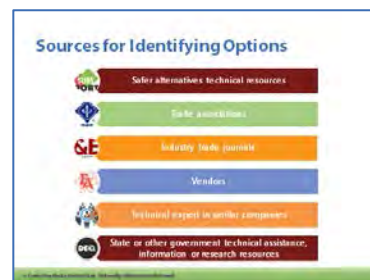 Sources for Identifying Options
Safer alternatives technical resources
Trade associations
Industry trade journals
Vendors
Technical expert in similar companies
State or other government technical assistance,
information or research resources